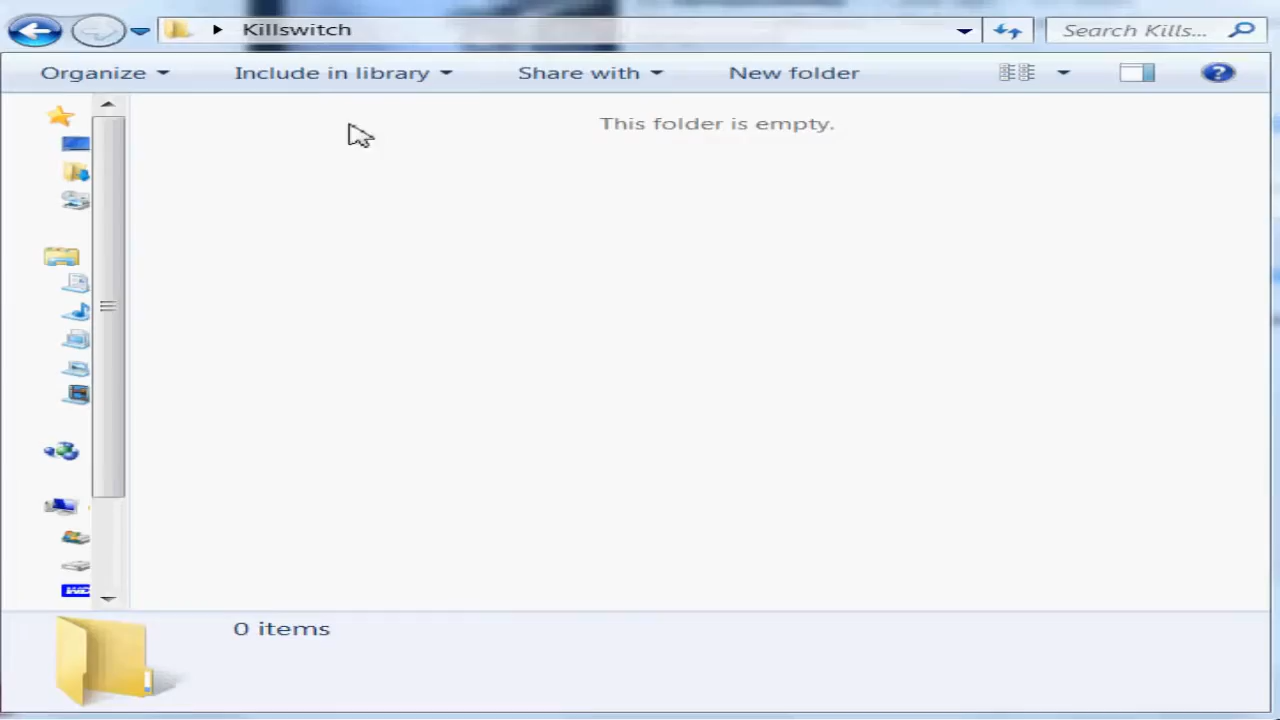 Killswitch
Search Kills...
Organize
Include in library
Share with
New folder
This folder is empty.
0 items